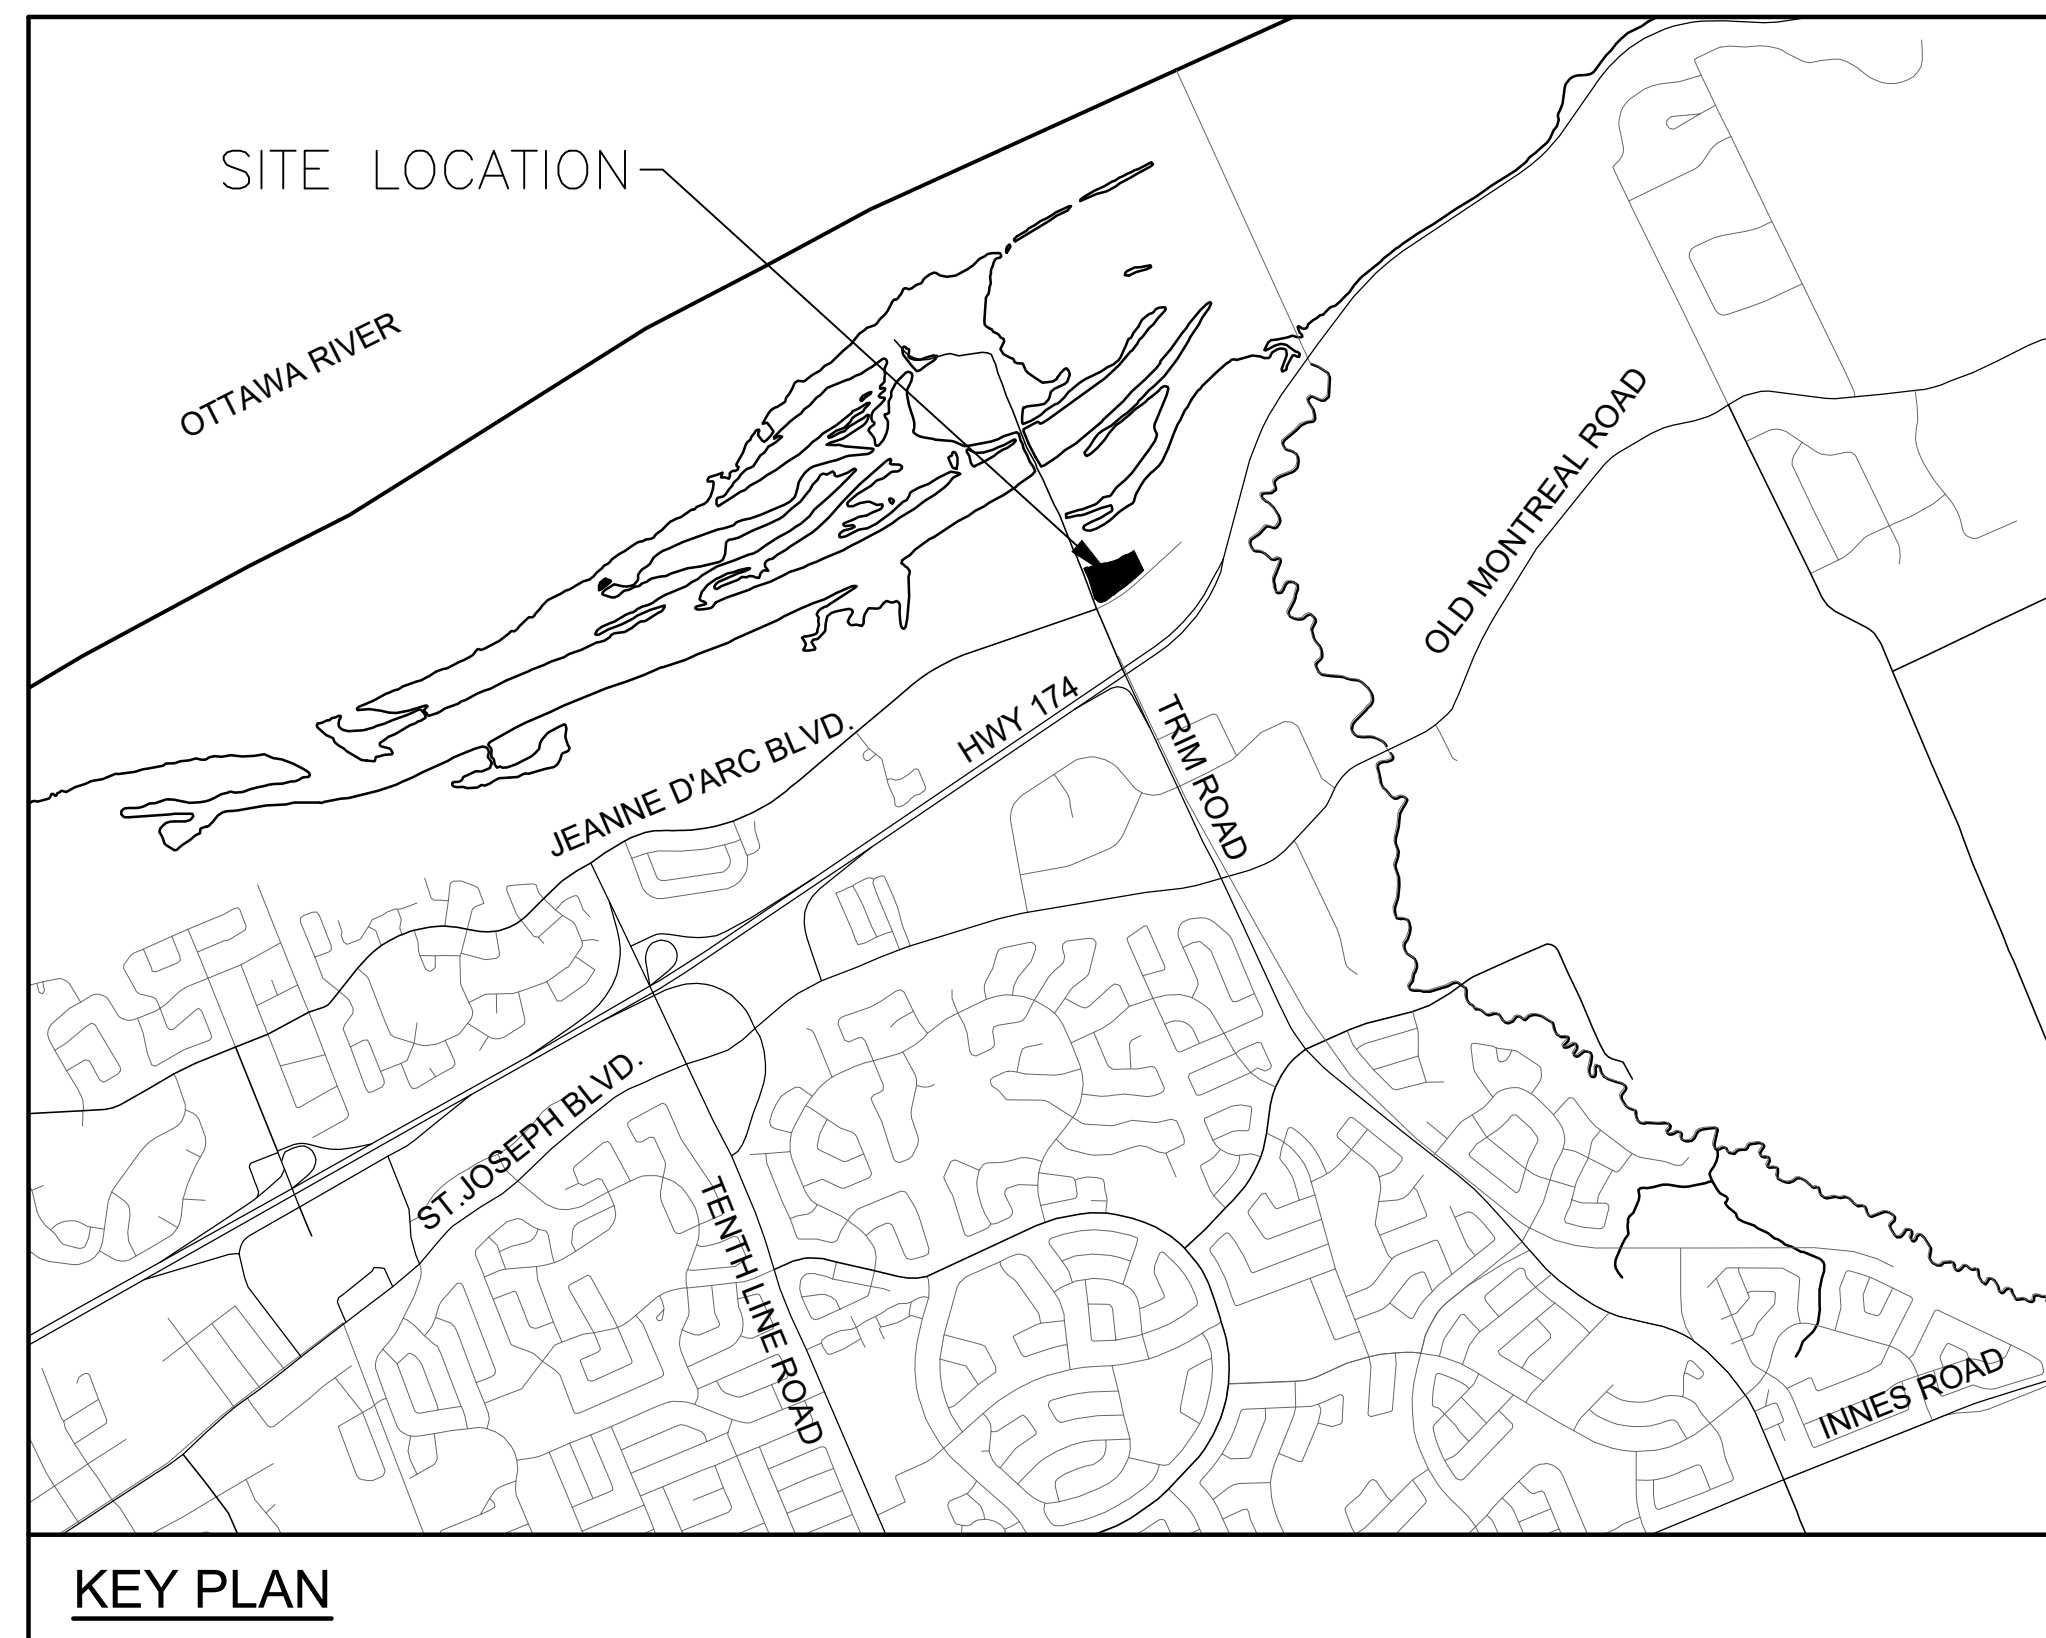 SITE LOCATION
OTTAWA RIVER
OLD MONTREAL ROAD
HWY 174
TRIM ROAD
JEANNE D'ARC BLVD.
ST.JOSEPH BLVD.
TENTH LINE ROAD
INNES ROAD
KEY PLAN